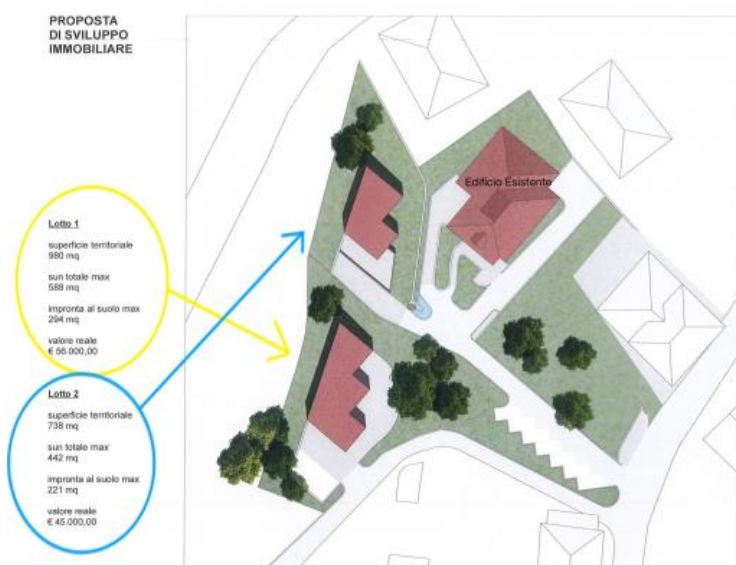 PROPOSTA
DI SVILUPPO
IMMOBILIARE
Edificio Esistente
Lotto 1
superficie territoriale
980 mq
sun totale max
588 mq
impronta al suolo max
294 mq
valore reale
€ 56.000,00
Lotto 2
superficie territoriale
738 mq
sun totale max
442 mq
impronta al suolo max
221 mq
valore reale
€ 45.000,00